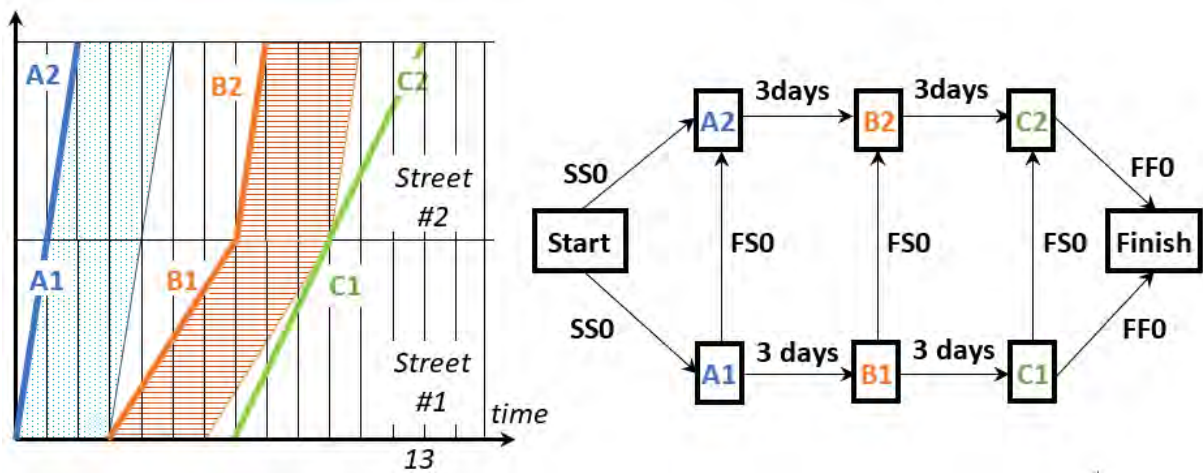 A2
B2
C2
Street
#2
A1
B1
C1
Street
#1
time
13
3days
3days
A2
B2
C2
SS0
FF0
Start
FS0
FS0
FS0
Finish
SS0
FF0
3 days
3 days
A1
B1
C1